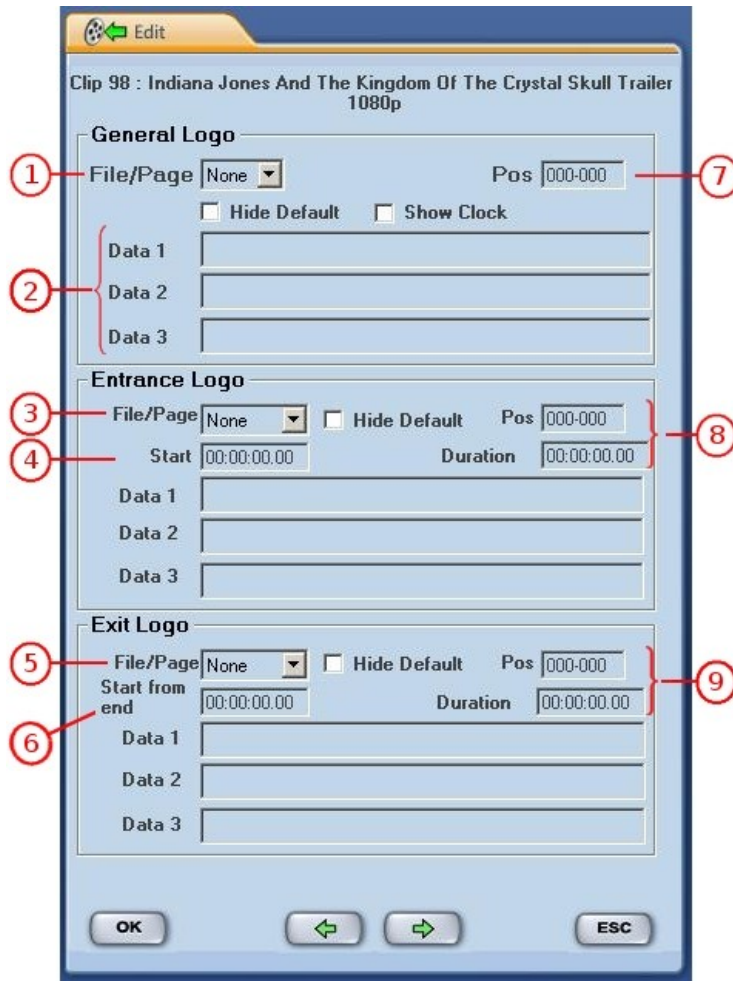 Edit
Clip 98 : Indiana Jones And The Kingdom Of The Crystal Skull Trailer
1080p
General Logo
1 File/Page None Pos 000-000 7
Hide Default Show Clock
Data 1
2 Data 2
Data 3
Entrance Logo
3 File/Page None Hide Default Pos 000-000
8
4 Start 00:00:00.00 Duration 00:00:00.00
Data 1
Data 2
Data 3
Exit Logo
5 File/Page None Hide Default Pos 000-000
9
Start from
end 00:00:00.00 Duration 00:00:00.00
6
Data 1
Data 2
Data 3
OK ESC